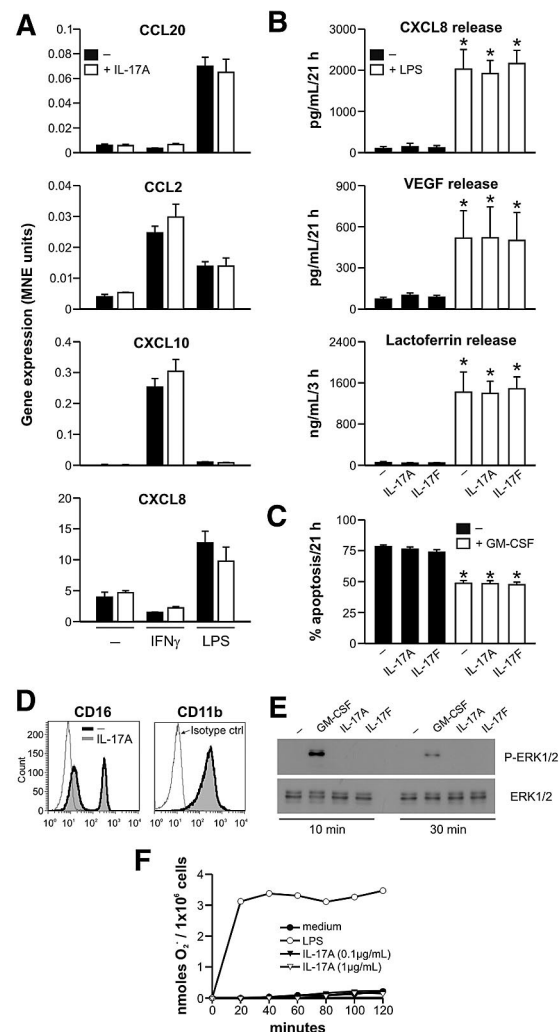 A
CCL20
–
+ IL-17A
0.1
0.08
0.06
0.04
0.02
0
CCL2
0.04
0.03
0.02
0.01
0
Gene expression (MNE units)
CXCL10
0.4
0.3
0.2
0.1
0
CXCL8
20
15
10
5
0
– IFNγ LPS
B
CXCL8 release
–
+ LPS
pg/mL/21 h
3000
2000
1000
0
* * *
VEGF release
pg/mL/21 h
900
600
300
0
* * *
Lactoferrin release
ng/mL/3 h
2400
1600
800
0
* * *
– IL-17A IL-17F – IL-17A IL-17F
C
–
+ GM-CSF
% apoptosis/21 h
100
75
50
25
0
* * *
– IL-17A IL-17F – IL-17A IL-17F
D
CD16
–
IL-17A
Count
200
150
100
50
0
10⁰ 10¹ 10² 10³ 10⁴
CD11b
Isotype ctrl
10⁰ 10¹ 10² 10³ 10⁴
E
– GM-CSF IL-17A IL-17F – GM-CSF IL-17A IL-17F
P-ERK1/2
ERK1/2
10 min 30 min
F
nmoles O₂⁻ / 1x10⁶ cells
4
3
2
1
0
medium
LPS
IL-17A (0.1µg/mL)
IL-17A (1µg/mL)
0 20 40 60 80 100 120
minutes